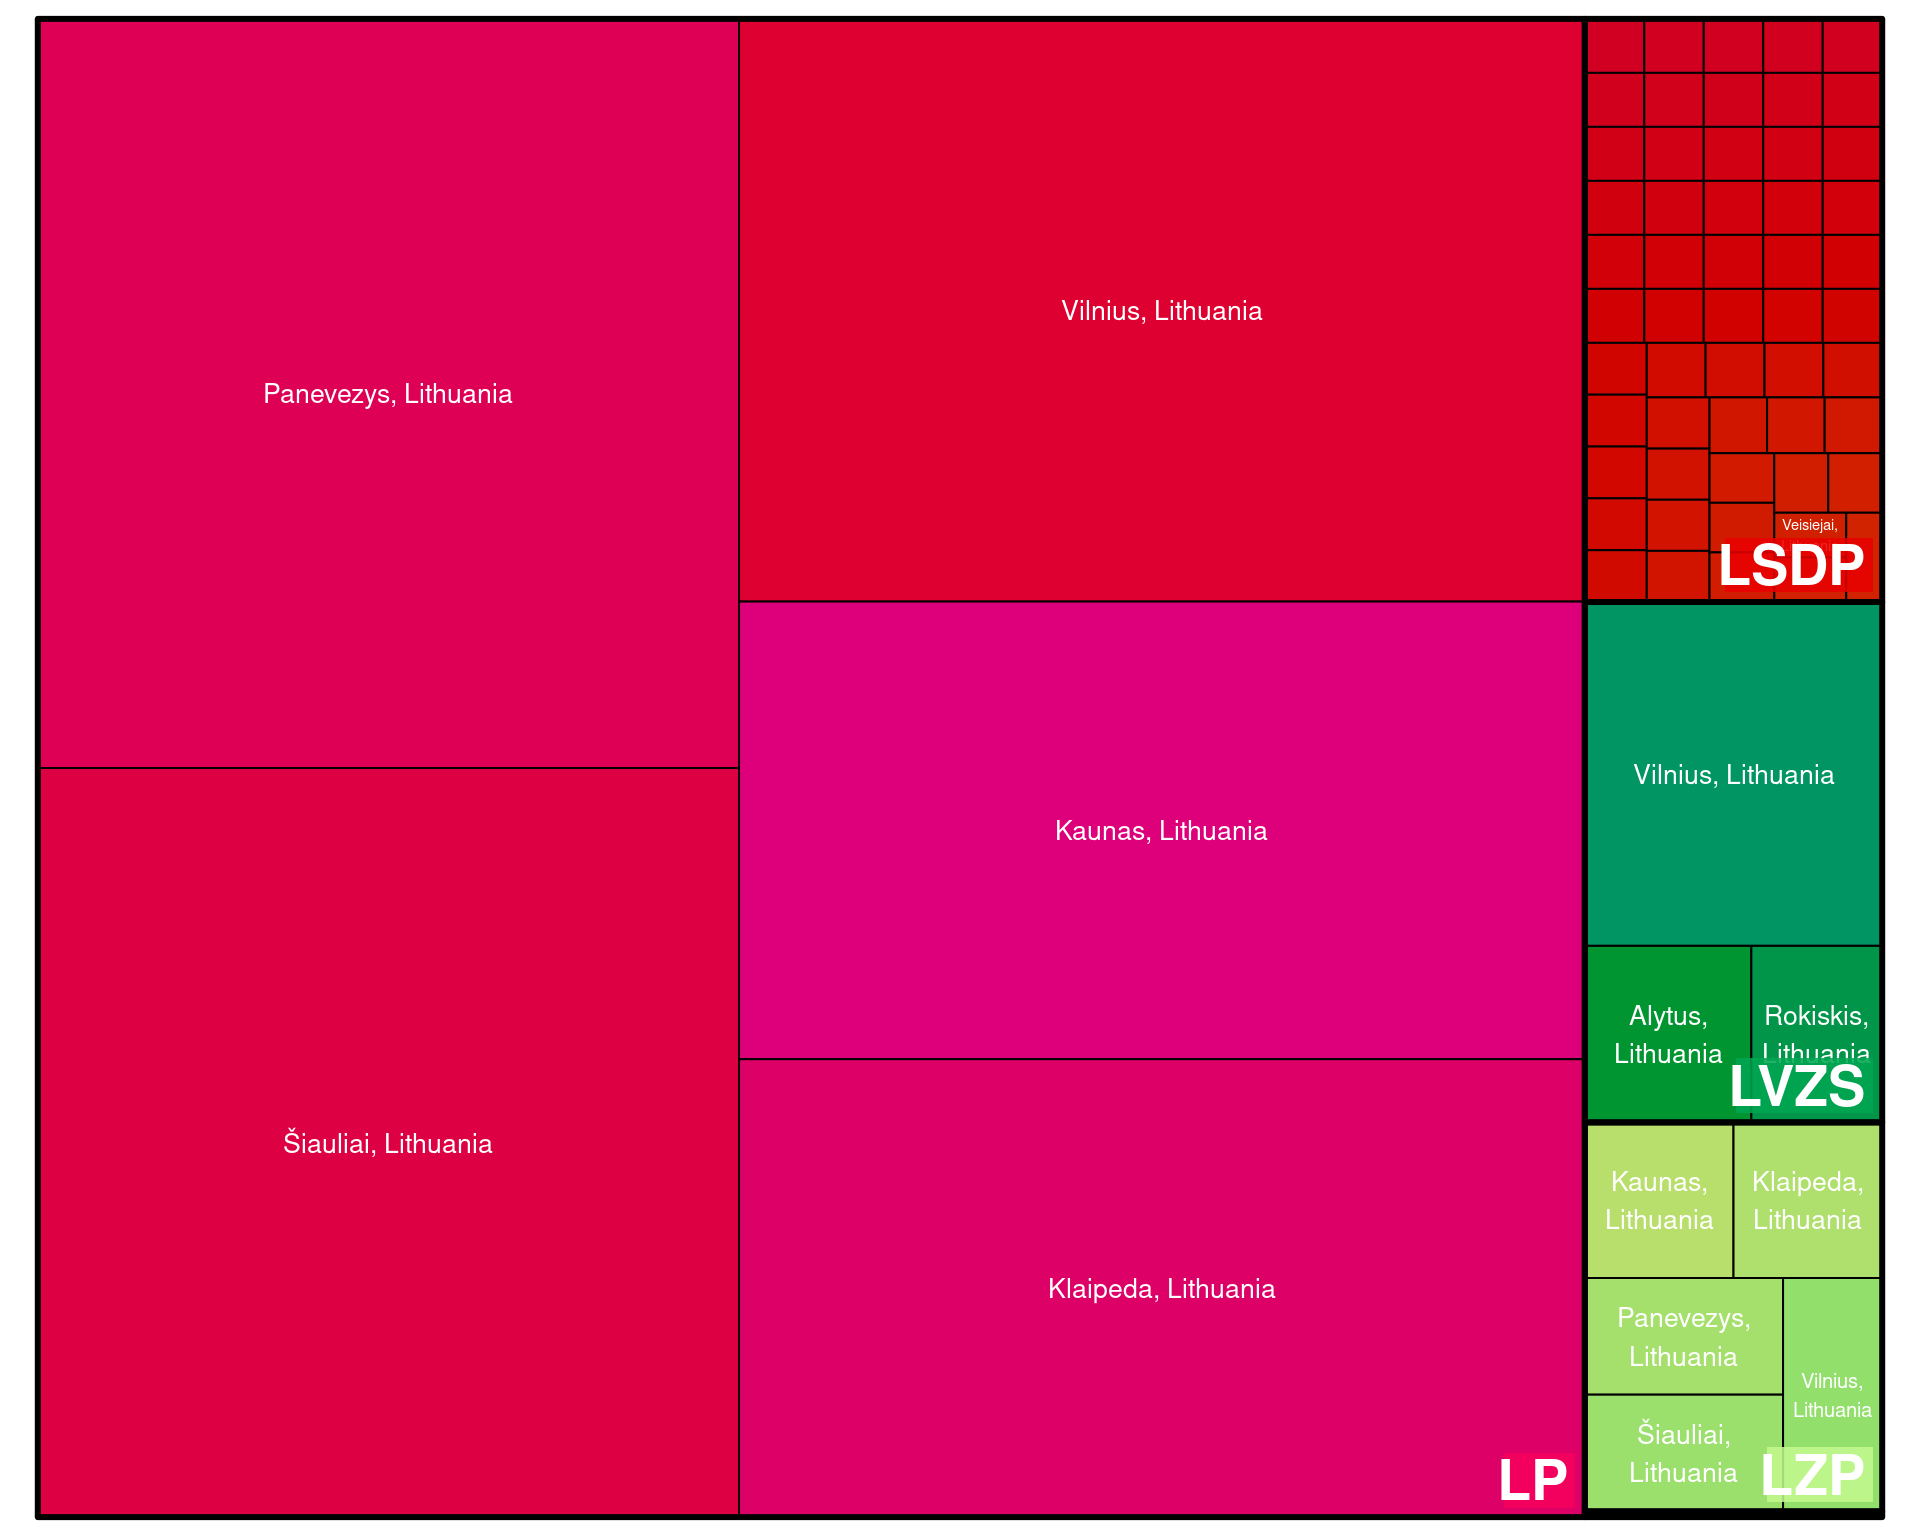 Panevezys, Lithuania
Šiauliai, Lithuania
Vilnius, Lithuania
Kaunas, Lithuania
Klaipeda, Lithuania
LP
Veisiejai,
LSDP
Vilnius, Lithuania
Alytus,
Lithuania
Rokiskis,
Lithuania
LVZS
Kaunas,
Lithuania
Klaipeda,
Lithuania
Panevezys,
Lithuania
Šiauliai,
Lithuania
Vilnius,
Lithuania
LZP